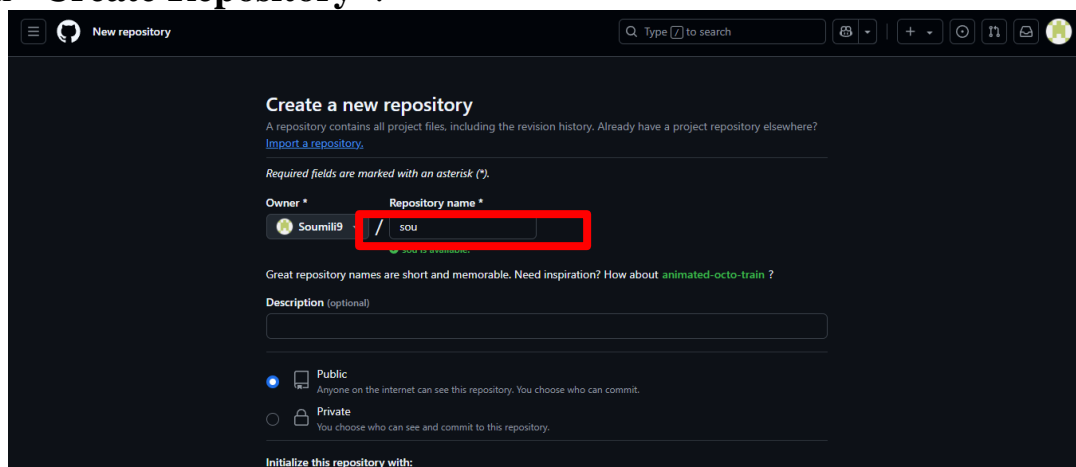 Create Repository
New repository
Type / to search
Create a new repository
A repository contains all project files, including the revision history. Already have a project repository elsewhere?
Import a repository.
Required fields are marked with an asterisk (*).
Owner * Repository name *
Soumili9 / sou
sou is available.
Great repository names are short and memorable. Need inspiration? How about animated-octo-train ?
Description (optional)
Public
Anyone on the internet can see this repository. You choose who can commit.
Private
You choose who can see and commit to this repository.
Initialize this repository with: